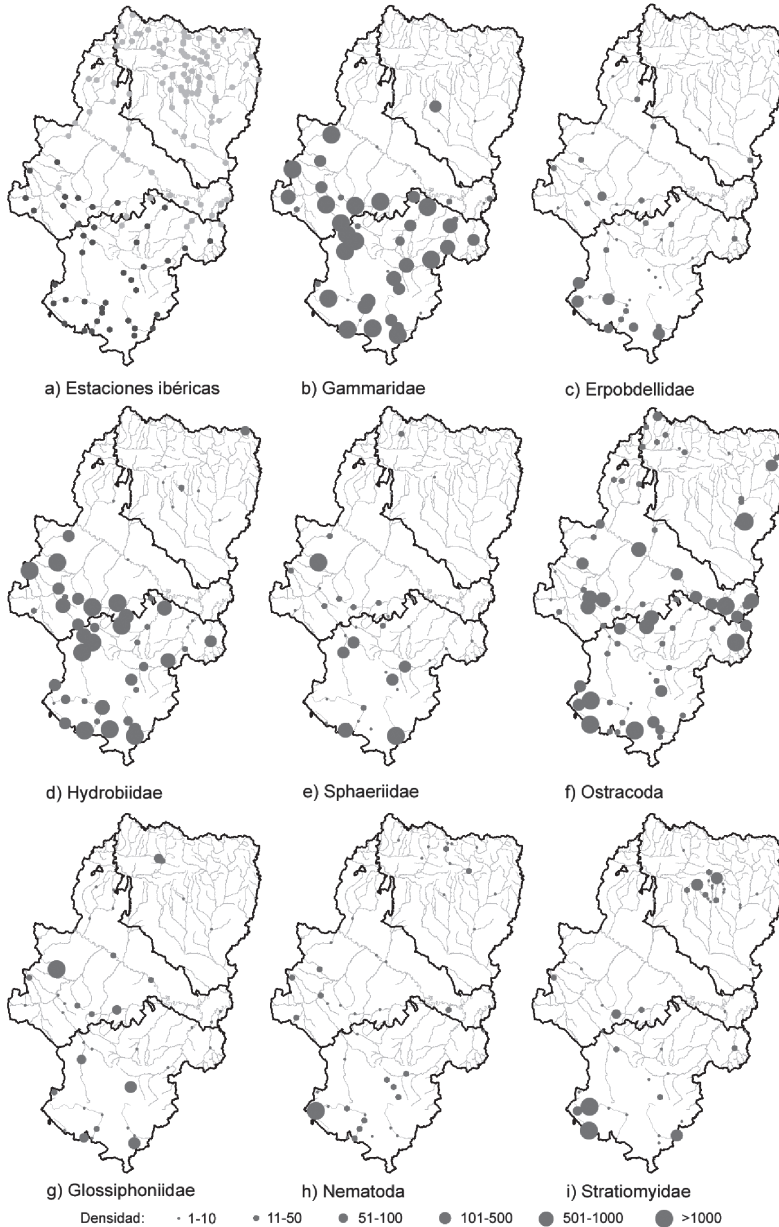 a) Estaciones ibéricas
b) Gammaridae
c) Erpobdellidae
d) Hydrobiidae
e) Sphaeriidae
f) Ostracoda
g) Glossiphoniidae
h) Nematoda
i) Stratiomyidae
Densidad: 1-10 11-50 51-100 101-500 501-1000 >1000